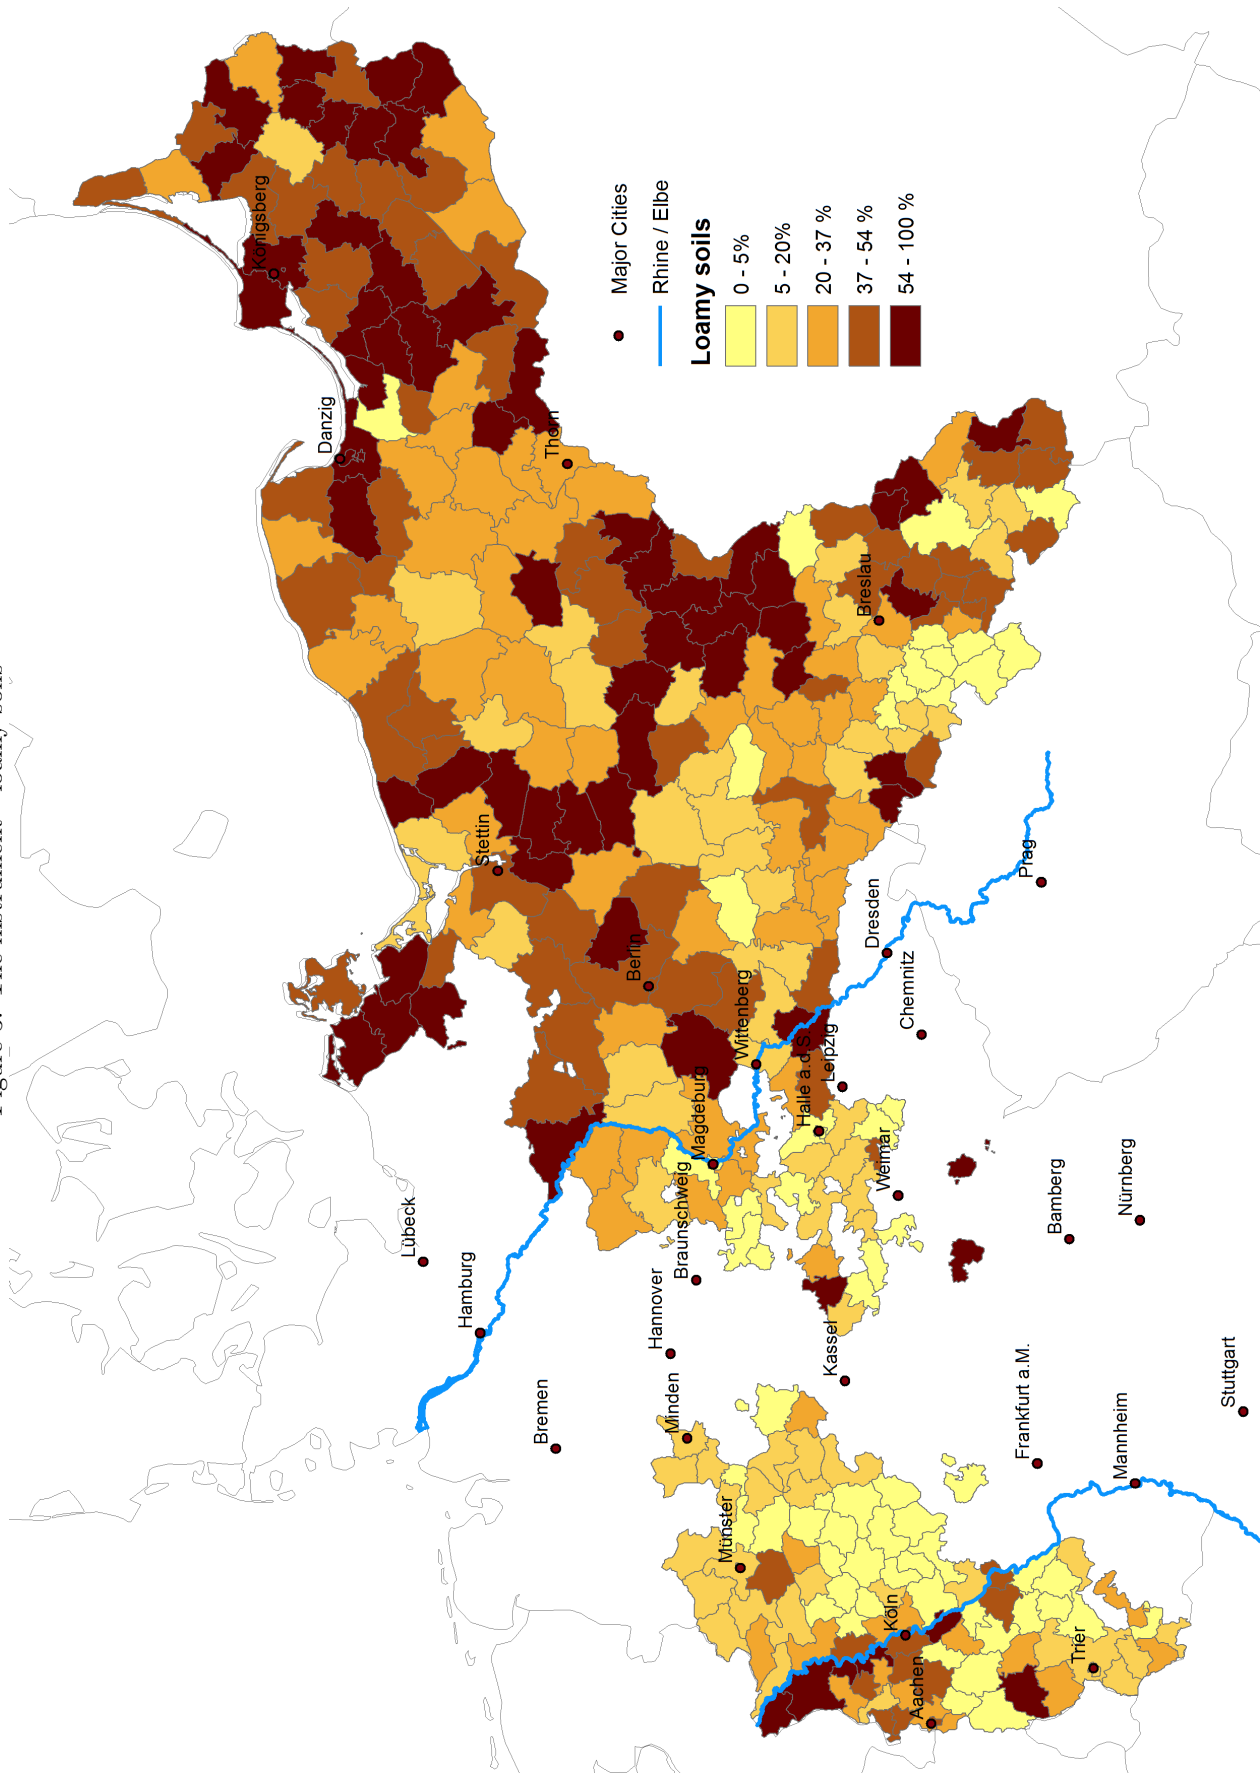 Königsberg
Danzig
Lübeck
Hamburg
Stettin
Bremen
Thorn
Berlin
Hannover
Minden
Braunschweig
Magdeburg
Münster
Wittenberg
Halle a.d.S.
Leipzig
Kassel
Breslau
Dresden
Weimar
Köln
Chemnitz
Aachen
Frankfurt a.M.
Prag
Bamberg
Trier
Mannheim
Nürnberg
Stuttgart
Major Cities
Rhine / Elbe
Loamy soils
0 - 5%
5 - 20%
20 - 37 %
37 - 54 %
54 - 100 %